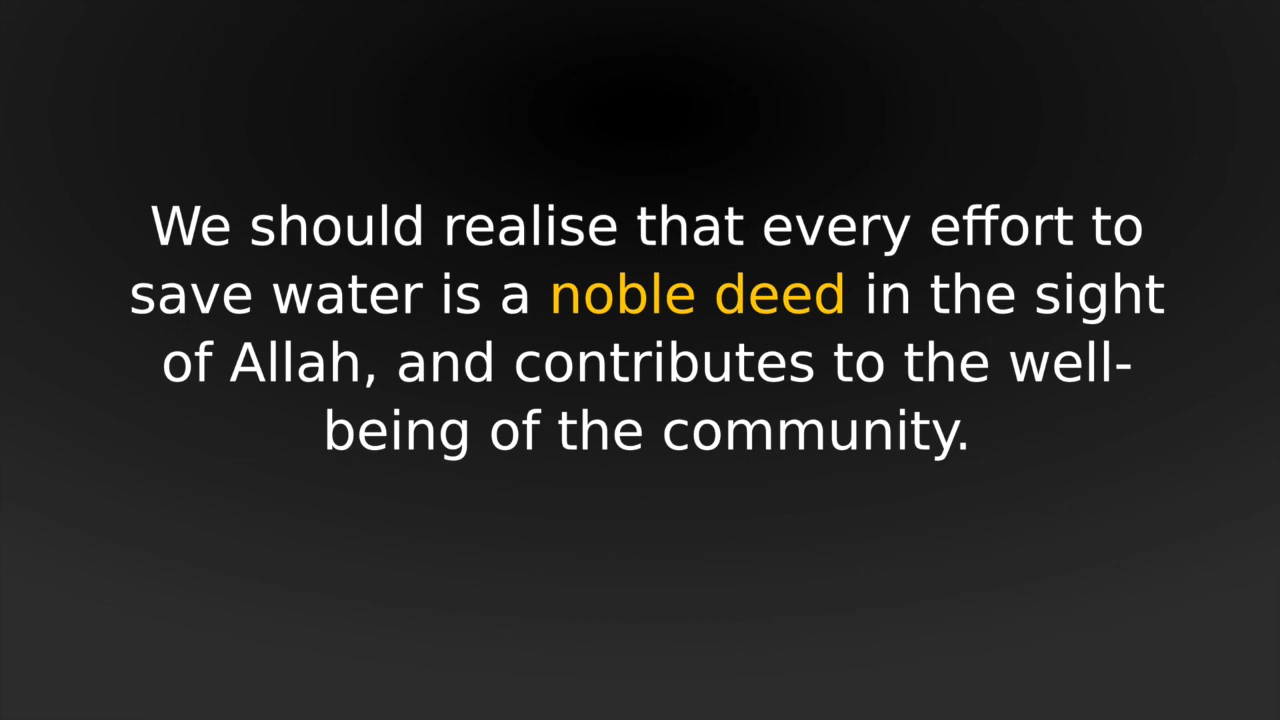 We should realise that every effort to
save water is a noble deed in the sight
of Allah, and contributes to the well-
being of the community.